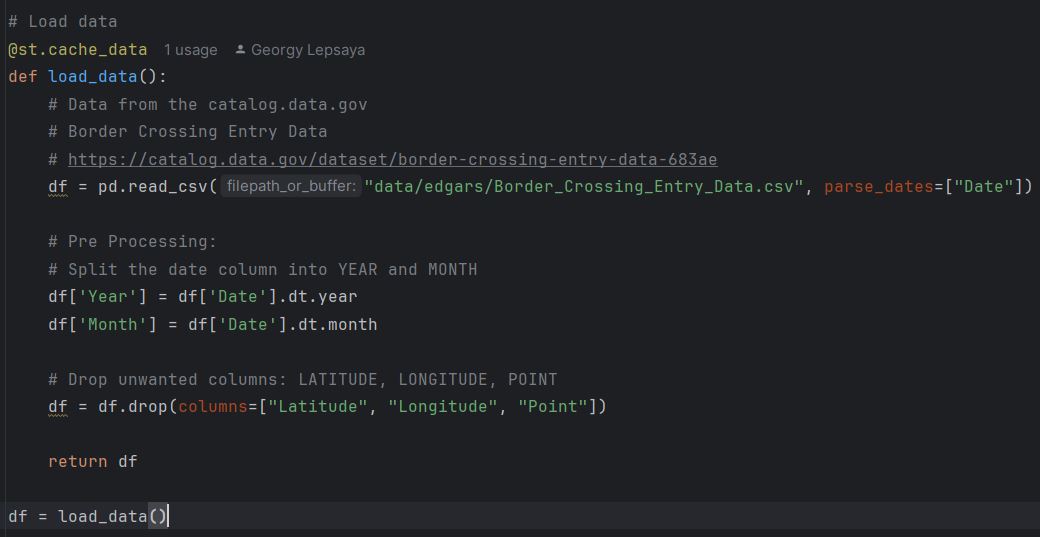 # Load data
@st.cache_data 1 usage Georgy Lepsaya
def load_data():
    # Data from the catalog.data.gov
    # Border Crossing Entry Data
    # https://catalog.data.gov/dataset/border-crossing-entry-data-683ae
    df = pd.read_csv( filepath_or_buffer: "data/edgars/Border_Crossing_Entry_Data.csv", parse_dates=["Date"])
    # Pre Processing:
    # Split the date column into YEAR and MONTH
    df['Year'] = df['Date'].dt.year
    df['Month'] = df['Date'].dt.month
    # Drop unwanted columns: LATITUDE, LONGITUDE, POINT
    df = df.drop(columns=["Latitude", "Longitude", "Point"])
    return df
df = load_data()